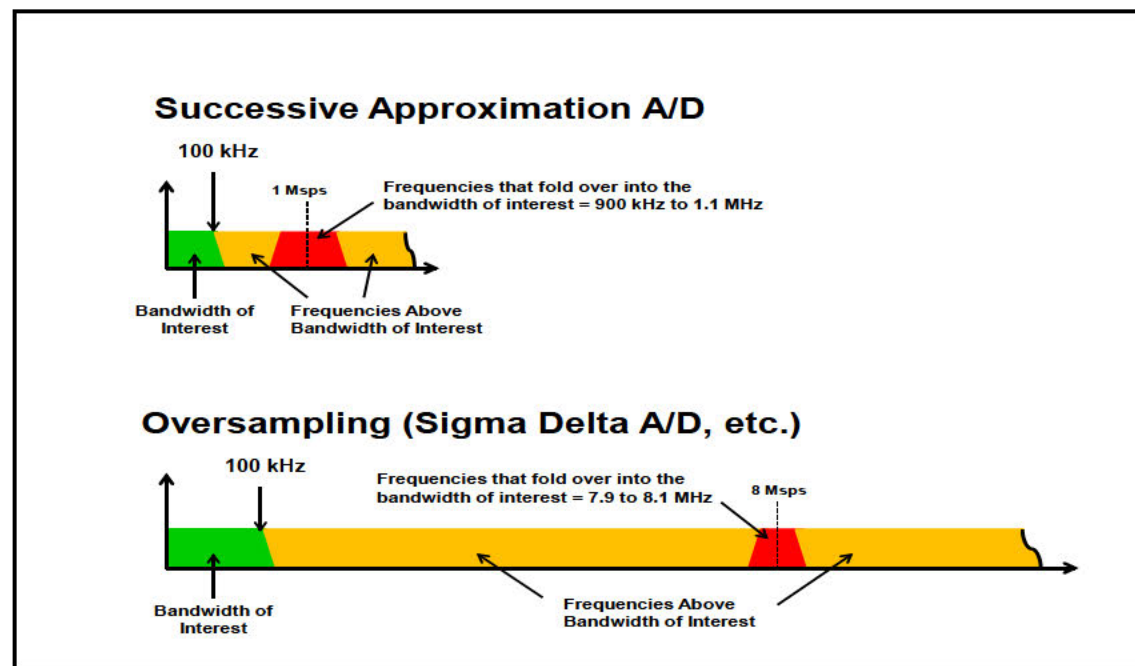 Successive Approximation A/D
100 kHz
1 Msps
Frequencies that fold over into the
bandwidth of interest = 900 kHz to 1.1 MHz
Bandwidth of
Interest
Frequencies Above
Bandwidth of Interest
Oversampling (Sigma Delta A/D, etc.)
100 kHz
Frequencies that fold over into the
bandwidth of interest = 7.9 to 8.1 MHz
8 Msps
Bandwidth of
Interest
Frequencies Above
Bandwidth of Interest